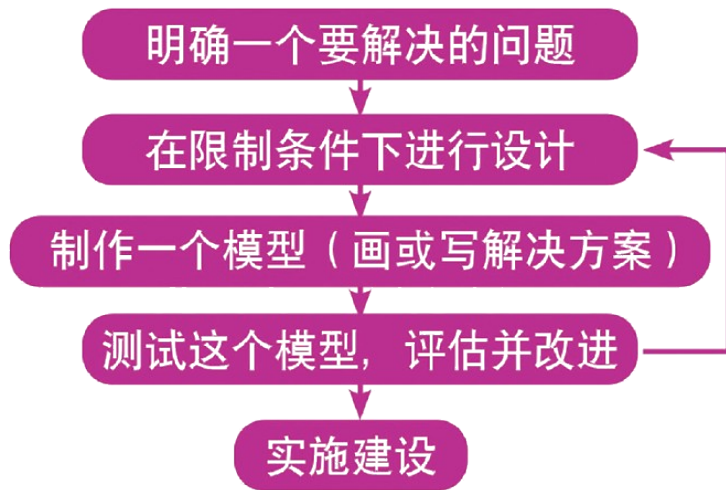 明确一个要解决的问题
在限制条件下进行设计
制作一个模型（画或写解决方案）
测试这个模型，评估并改进
实施建设